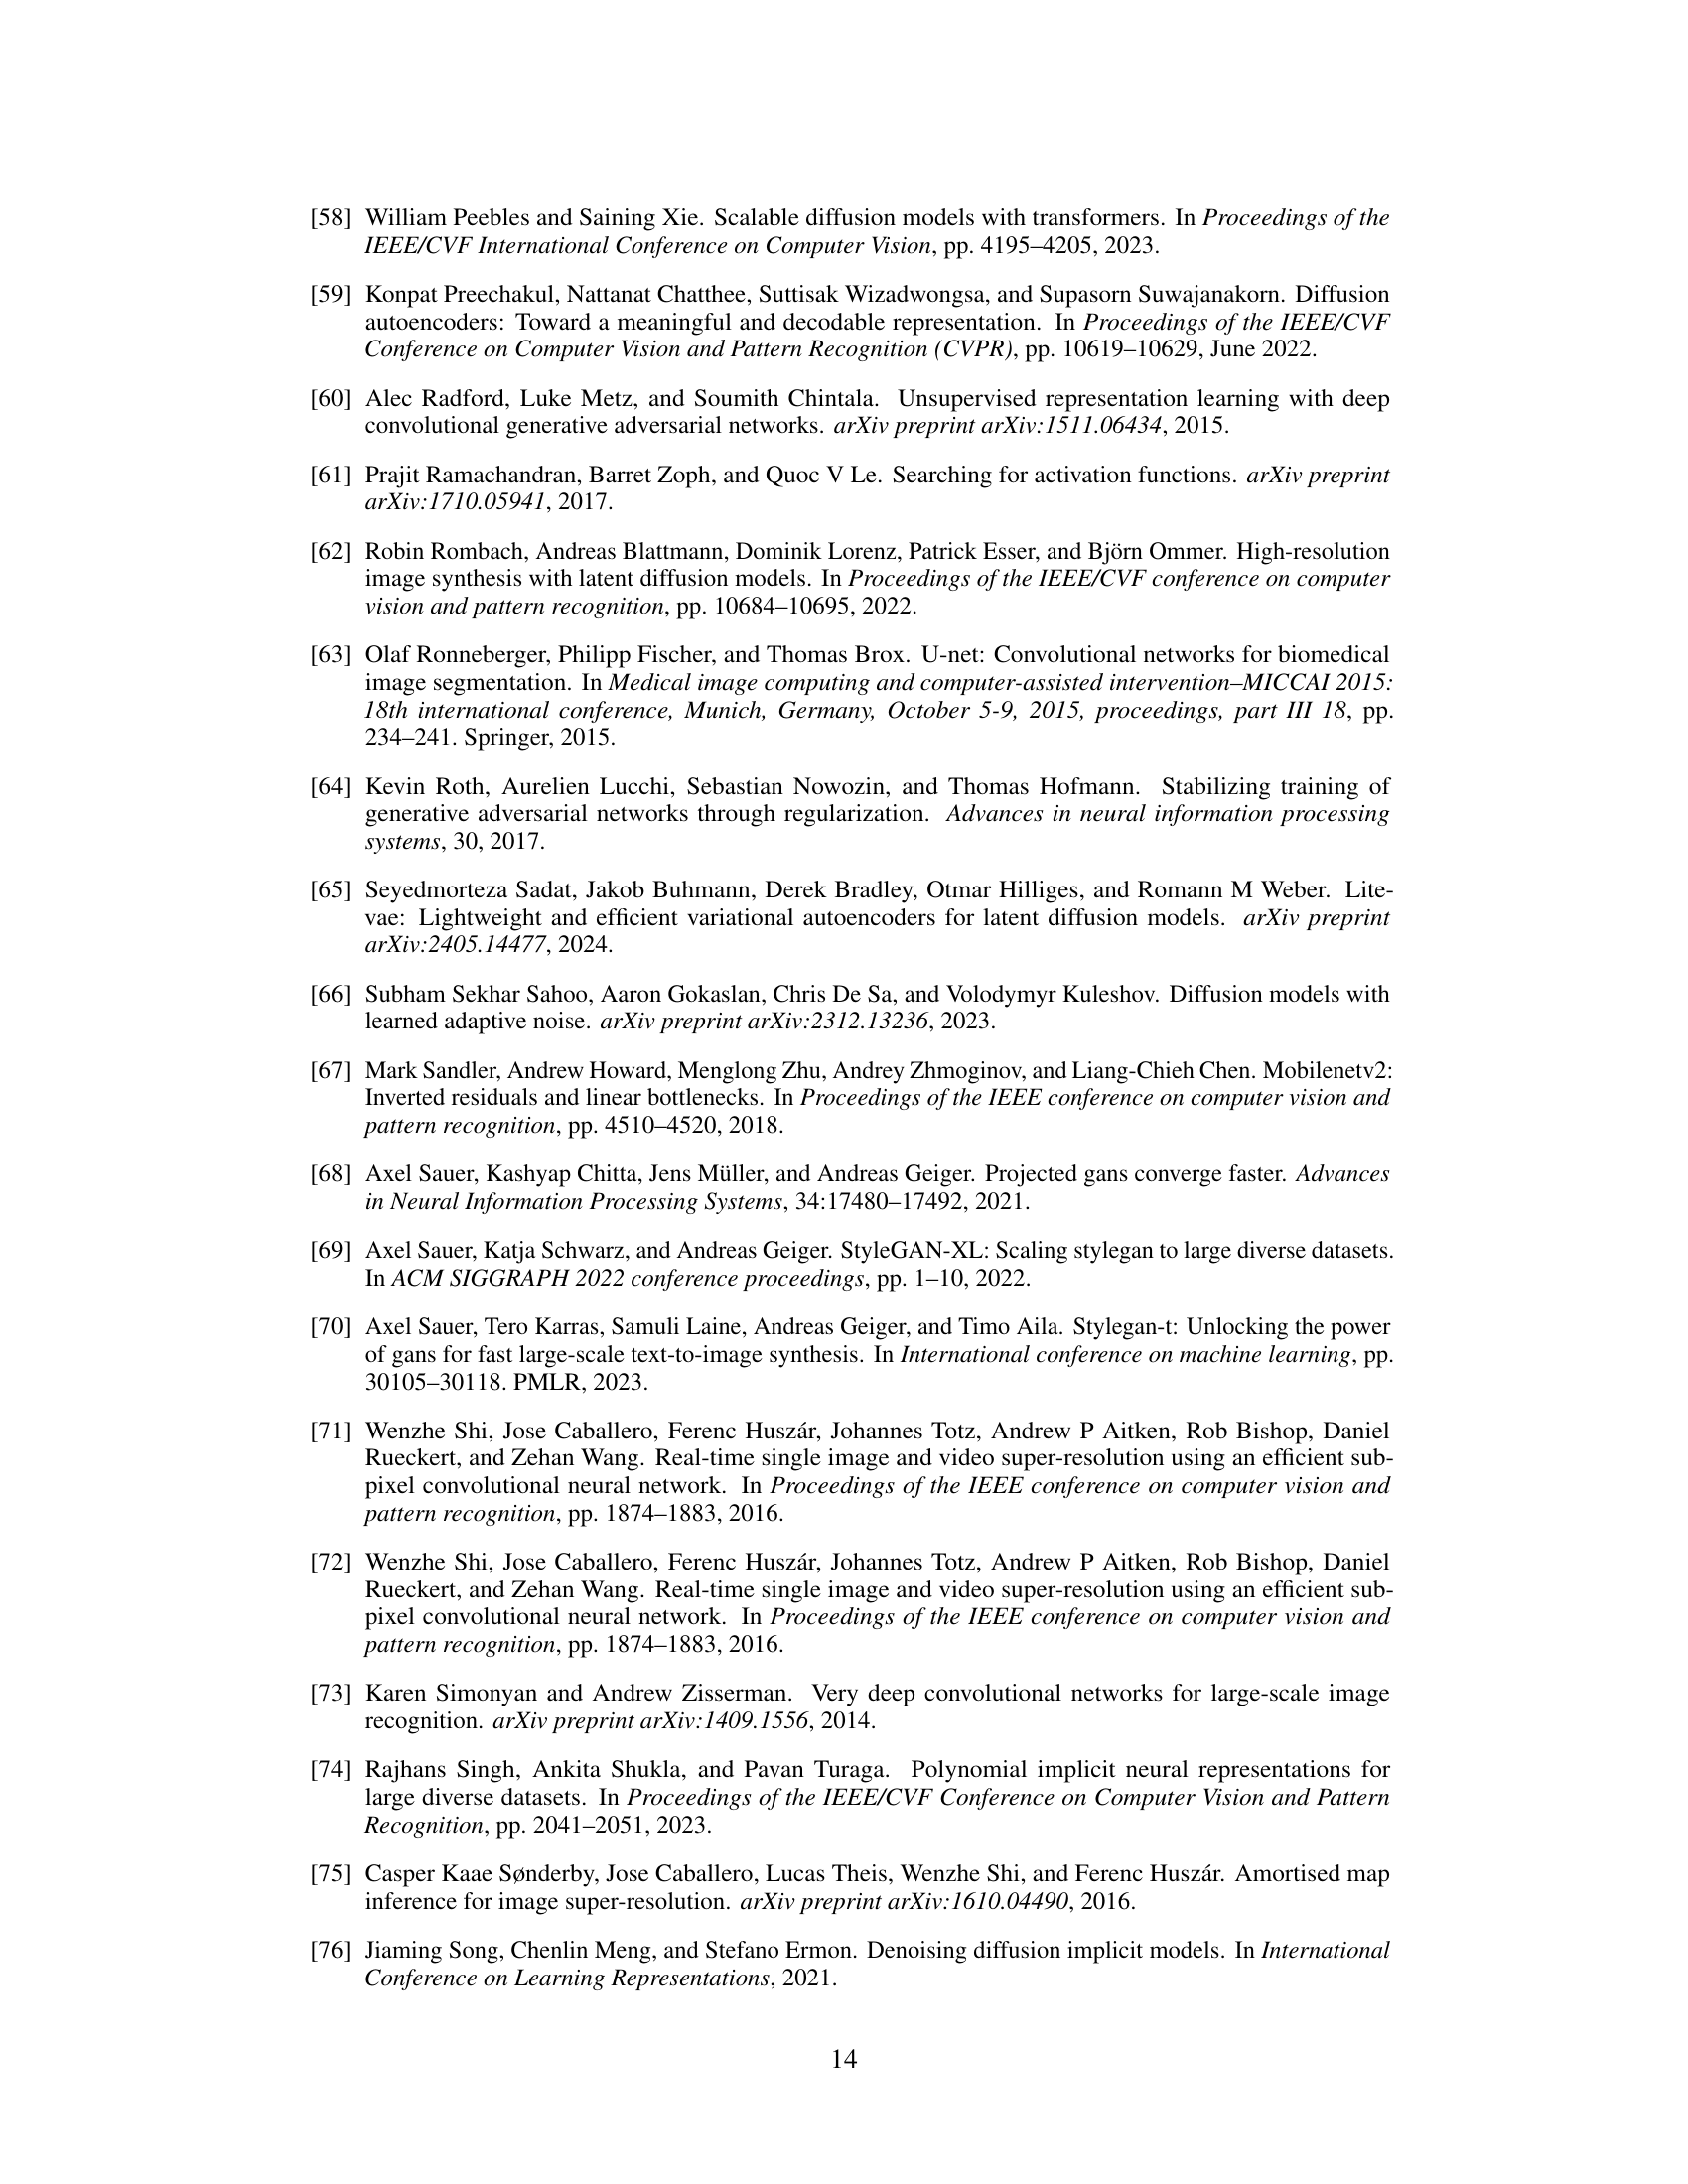 [58] William Peebles and Saining Xie. Scalable diffusion models with transformers. In Proceedings of the
IEEE/CVF International Conference on Computer Vision, pp. 4195–4205, 2023.
[59] Konpat Preechakul, Nattanat Chatthee, Suttisak Wizadwongsa, and Supasorn Suwajanakorn. Diffusion
autoencoders: Toward a meaningful and decodable representation. In Proceedings of the IEEE/CVF
Conference on Computer Vision and Pattern Recognition (CVPR), pp. 10619–10629, June 2022.
[60] Alec Radford, Luke Metz, and Soumith Chintala. Unsupervised representation learning with deep
convolutional generative adversarial networks. arXiv preprint arXiv:1511.06434, 2015.
[61] Prajit Ramachandran, Barret Zoph, and Quoc V Le. Searching for activation functions. arXiv preprint
arXiv:1710.05941, 2017.
[62] Robin Rombach, Andreas Blattmann, Dominik Lorenz, Patrick Esser, and Björn Ommer. High-resolution
image synthesis with latent diffusion models. In Proceedings of the IEEE/CVF conference on computer
vision and pattern recognition, pp. 10684–10695, 2022.
[63] Olaf Ronneberger, Philipp Fischer, and Thomas Brox. U-net: Convolutional networks for biomedical
image segmentation. In Medical image computing and computer-assisted intervention–MICCAI 2015:
18th international conference, Munich, Germany, October 5-9, 2015, proceedings, part III 18, pp.
234–241. Springer, 2015.
[64] Kevin Roth, Aurelien Lucchi, Sebastian Nowozin, and Thomas Hofmann. Stabilizing training of
generative adversarial networks through regularization. Advances in neural information processing
systems, 30, 2017.
[65] Seyedmorteza Sadat, Jakob Buhmann, Derek Bradley, Otmar Hilliges, and Romann M Weber. Lite-
vae: Lightweight and efficient variational autoencoders for latent diffusion models. arXiv preprint
arXiv:2405.14477, 2024.
[66] Subham Sekhar Sahoo, Aaron Gokaslan, Chris De Sa, and Volodymyr Kuleshov. Diffusion models with
learned adaptive noise. arXiv preprint arXiv:2312.13236, 2023.
[67] Mark Sandler, Andrew Howard, Menglong Zhu, Andrey Zhmoginov, and Liang-Chieh Chen. Mobilenetv2:
Inverted residuals and linear bottlenecks. In Proceedings of the IEEE conference on computer vision and
pattern recognition, pp. 4510–4520, 2018.
[68] Axel Sauer, Kashyap Chitta, Jens Müller, and Andreas Geiger. Projected gans converge faster. Advances
in Neural Information Processing Systems, 34:17480–17492, 2021.
[69] Axel Sauer, Katja Schwarz, and Andreas Geiger. StyleGAN-XL: Scaling stylegan to large diverse datasets.
In ACM SIGGRAPH 2022 conference proceedings, pp. 1–10, 2022.
[70] Axel Sauer, Tero Karras, Samuli Laine, Andreas Geiger, and Timo Aila. Stylegan-t: Unlocking the power
of gans for fast large-scale text-to-image synthesis. In International conference on machine learning, pp.
30105–30118. PMLR, 2023.
[71] Wenzhe Shi, Jose Caballero, Ferenc Huszár, Johannes Totz, Andrew P Aitken, Rob Bishop, Daniel
Rueckert, and Zehan Wang. Real-time single image and video super-resolution using an efficient sub-
pixel convolutional neural network. In Proceedings of the IEEE conference on computer vision and
pattern recognition, pp. 1874–1883, 2016.
[72] Wenzhe Shi, Jose Caballero, Ferenc Huszár, Johannes Totz, Andrew P Aitken, Rob Bishop, Daniel
Rueckert, and Zehan Wang. Real-time single image and video super-resolution using an efficient sub-
pixel convolutional neural network. In Proceedings of the IEEE conference on computer vision and
pattern recognition, pp. 1874–1883, 2016.
[73] Karen Simonyan and Andrew Zisserman. Very deep convolutional networks for large-scale image
recognition. arXiv preprint arXiv:1409.1556, 2014.
[74] Rajhans Singh, Ankita Shukla, and Pavan Turaga. Polynomial implicit neural representations for
large diverse datasets. In Proceedings of the IEEE/CVF Conference on Computer Vision and Pattern
Recognition, pp. 2041–2051, 2023.
[75] Casper Kaae Sønderby, Jose Caballero, Lucas Theis, Wenzhe Shi, and Ferenc Huszár. Amortised map
inference for image super-resolution. arXiv preprint arXiv:1610.04490, 2016.
[76] Jiaming Song, Chenlin Meng, and Stefano Ermon. Denoising diffusion implicit models. In International
Conference on Learning Representations, 2021.
14